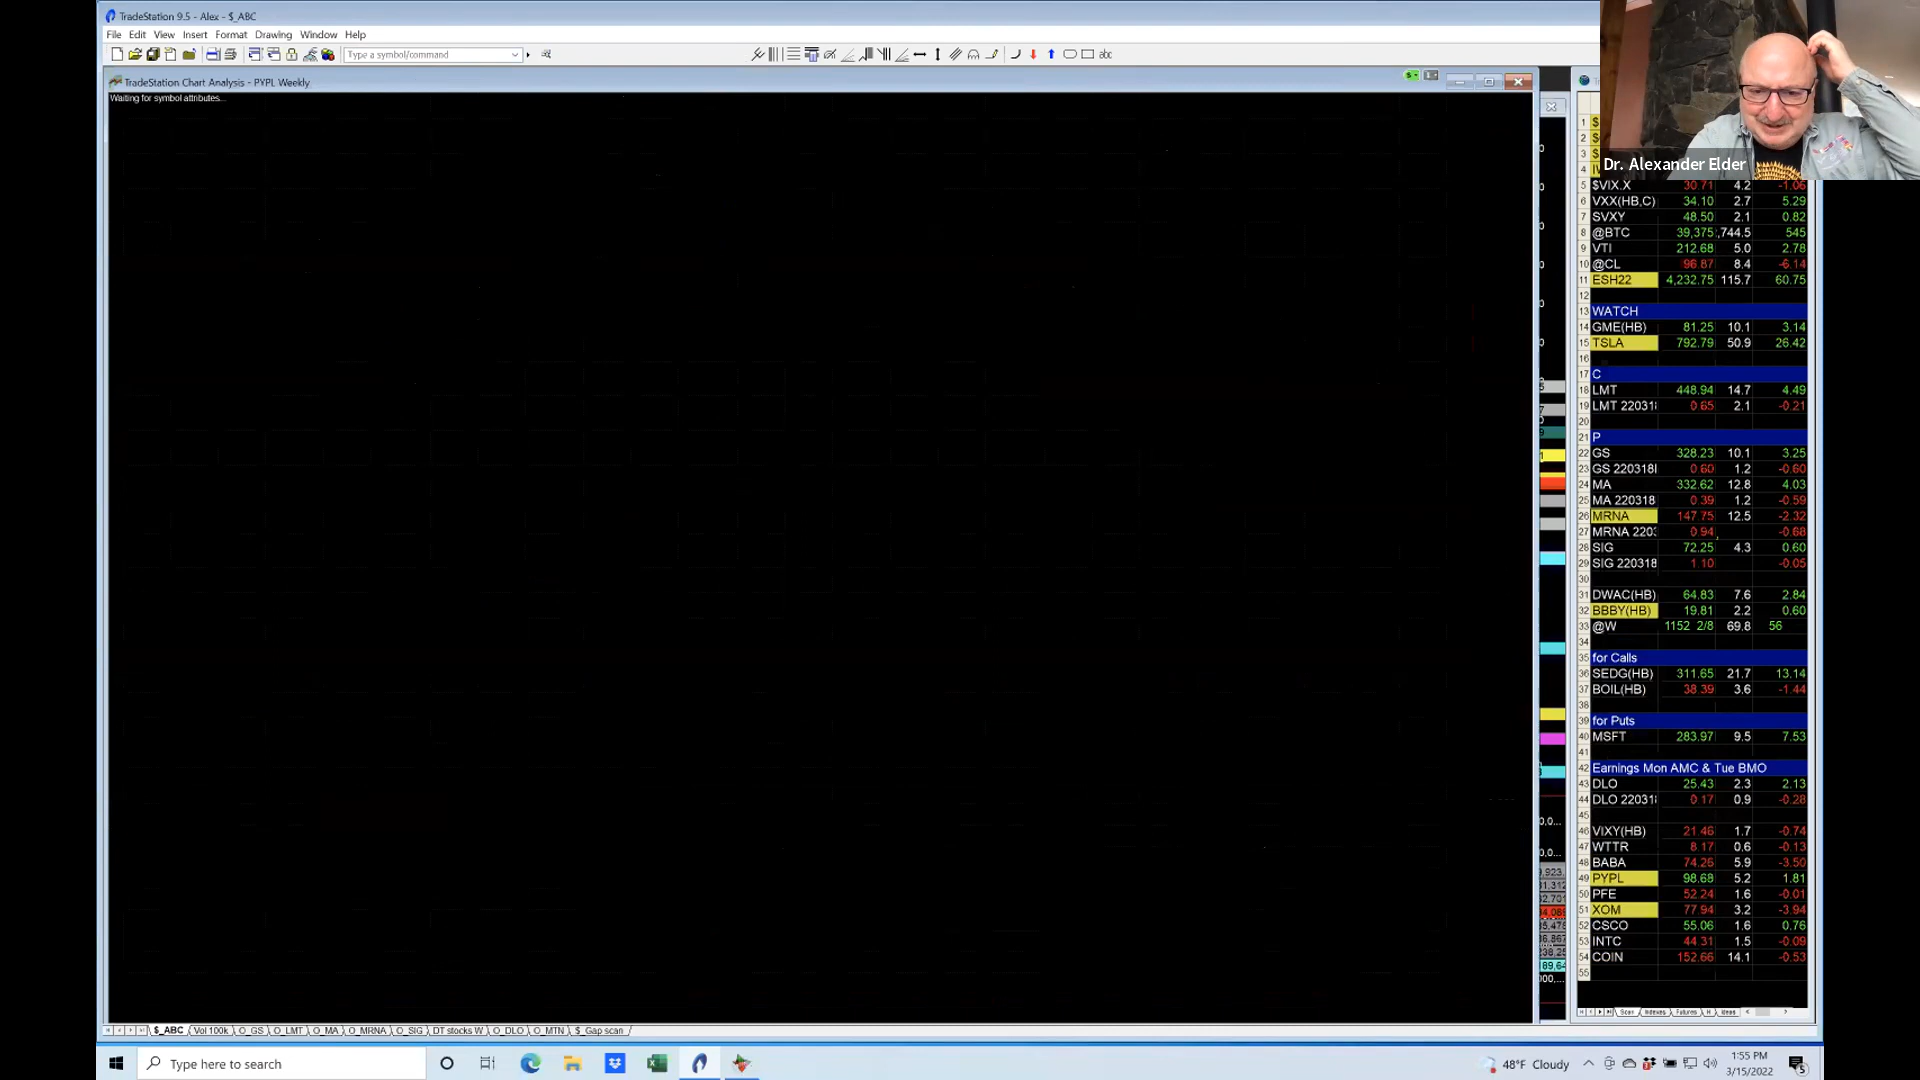 TradeStation 9.5 - Alex - $_ABC
File Edit View Insert Format Drawing Window Help
Type a symbol/command
abc
TradeStation Chart Analysis - PYPL Weekly
Waiting for symbol attributes...
Dr. Alexander Elder
5 $VIX.X 30.71 4.2 -1.06
6 VXX(HB,C) 34.10 2.7 5.29
7 SVXY 48.50 2.1 0.82
8 @BTC 39,375 ,744.5 545
9 VTI 212.68 5.0 2.78
10 @CL 96.87 8.4 -6.14
11 ESH22 4,232.75 115.7 60.75
12
13 WATCH
14 GME(HB) 81.25 10.1 3.14
15 TSLA 792.79 50.9 26.42
16
17 C
18 LMT 448.94 14.7 4.49
19 LMT 22031 0.65 2.1 -0.21
20
21 P
22 GS 328.23 10.1 3.25
23 GS 220318 0.60 1.2 -0.60
24 MA 332.62 12.8 4.03
25 MA 220318 0.39 1.2 -0.59
26 MRNA 147.75 12.5 -2.32
27 MRNA 220 0.94 -0.68
28 SIG 72.25 4.3 0.60
29 SIG 220318 1.10 -0.05
30
31 DWAC(HB) 64.83 7.6 2.84
32 BBBY(HB) 19.81 2.2 0.60
33 @W 1152 2/8 69.8 56
34
35 for Calls
36 SEDG(HB) 311.65 21.7 13.14
37 BOIL(HB) 38.39 3.6 -1.44
38
39 for Puts
40 MSFT 283.97 9.5 7.53
41
42 Earnings Mon AMC & Tue BMO
43 DLO 25.43 2.3 2.13
44 DLO 22031 0.17 0.9 -0.28
45
46 VIXY(HB) 21.46 1.7 -0.74
47 WTTR 8.17 0.6 -0.13
48 BABA 74.26 5.9 -3.50
49 PYPL 98.68 5.2 1.81
50 PFE 52.24 1.6 -0.01
51 XOM 77.94 3.2 -3.94
52 CSCO 55.06 1.6 0.76
53 INTC 44.31 1.5 -0.09
54 COIN 152.66 14.1 -0.53
55
Scan Indexes Futures H Ideas
$_ABC Vol 100k O_GS O_LMT O_MA O_MRNA O_SIG DT stocks W O_DLO O_MTN $_Gap scan
Type here to search
48°F Cloudy
1:55 PM
3/15/2022
5